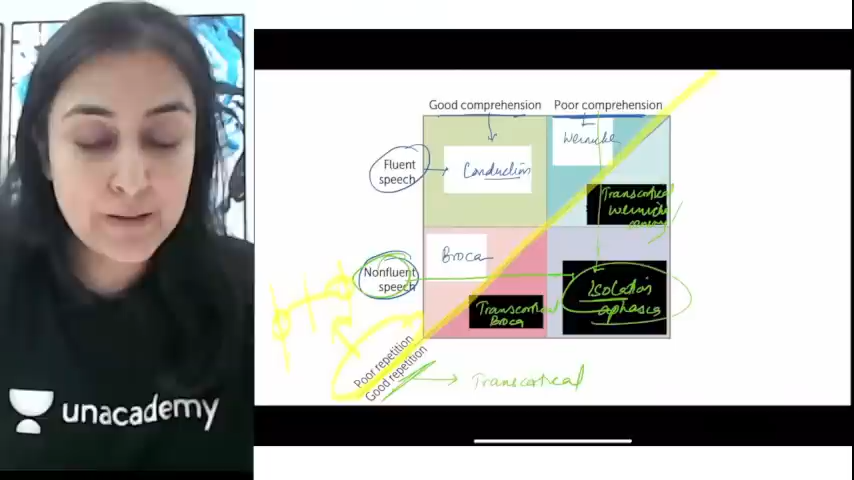 Good comprehension
Poor comprehension
Wernicke
Fluent
speech
Conduction
Transcortical
Wernicke
Broca
Nonfluent
speech
Isolation
aphasia
Transcortical
Broca
Poor repetition
Good repetition
Transcortical
unacademy